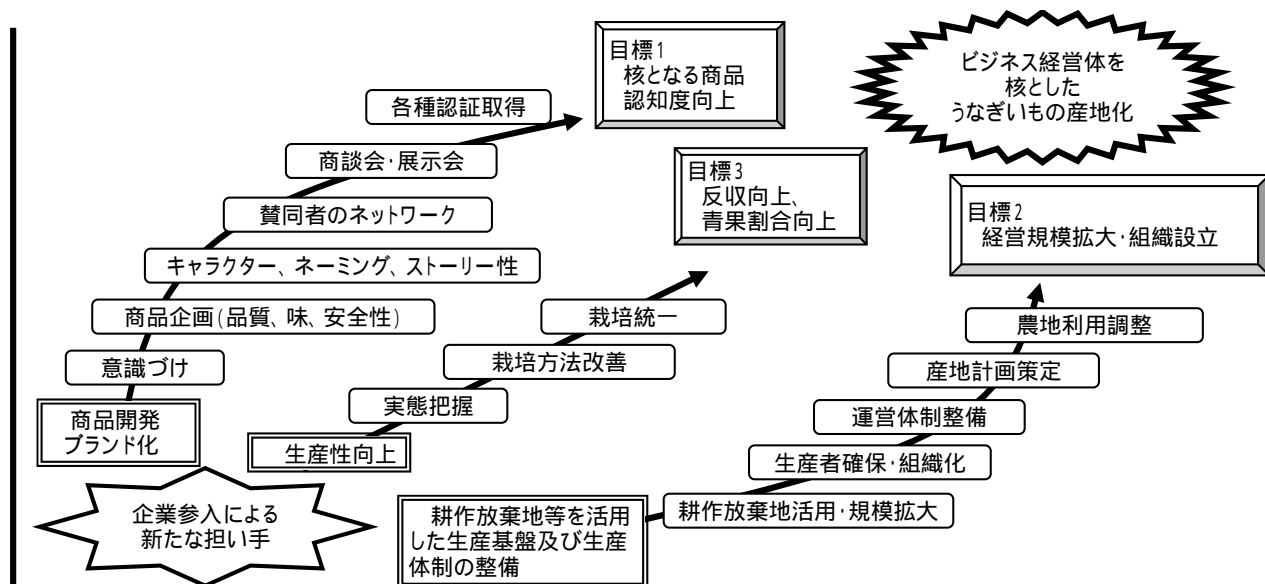 目標1
核となる商品
認知度向上
ビジネス経営体を
核とした
うなぎいもの産地化
各種認証取得
商談会・展示会
賛同者のネットワーク
キャラクター、ネーミング、ストーリー性
商品企画(品質、味、安全性)
意識づけ
商品開発
ブランド化
目標3
反収向上、
青果割合向上
栽培統一
栽培方法改善
実態把握
生産性向上
目標2
経営規模拡大・組織設立
農地利用調整
産地計画策定
運営体制整備
生産者確保・組織化
耕作放棄地活用・規模拡大
耕作放棄地等を活用
した生産基盤及び生産
体制の整備
企業参入による
新たな担い手